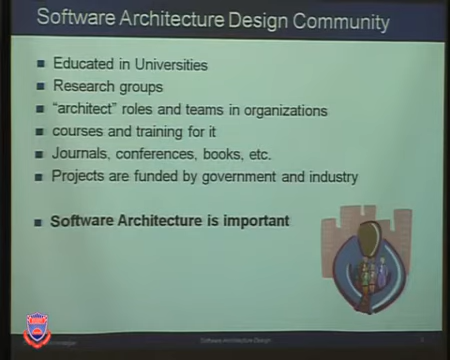 Software Architecture Design Community
Educated in Universities
Research groups
"architect" roles and teams in organizations
courses and training for it
Journals, conferences, books, etc.
Projects are funded by government and industry
Software Architecture is important
Software Architecture Design